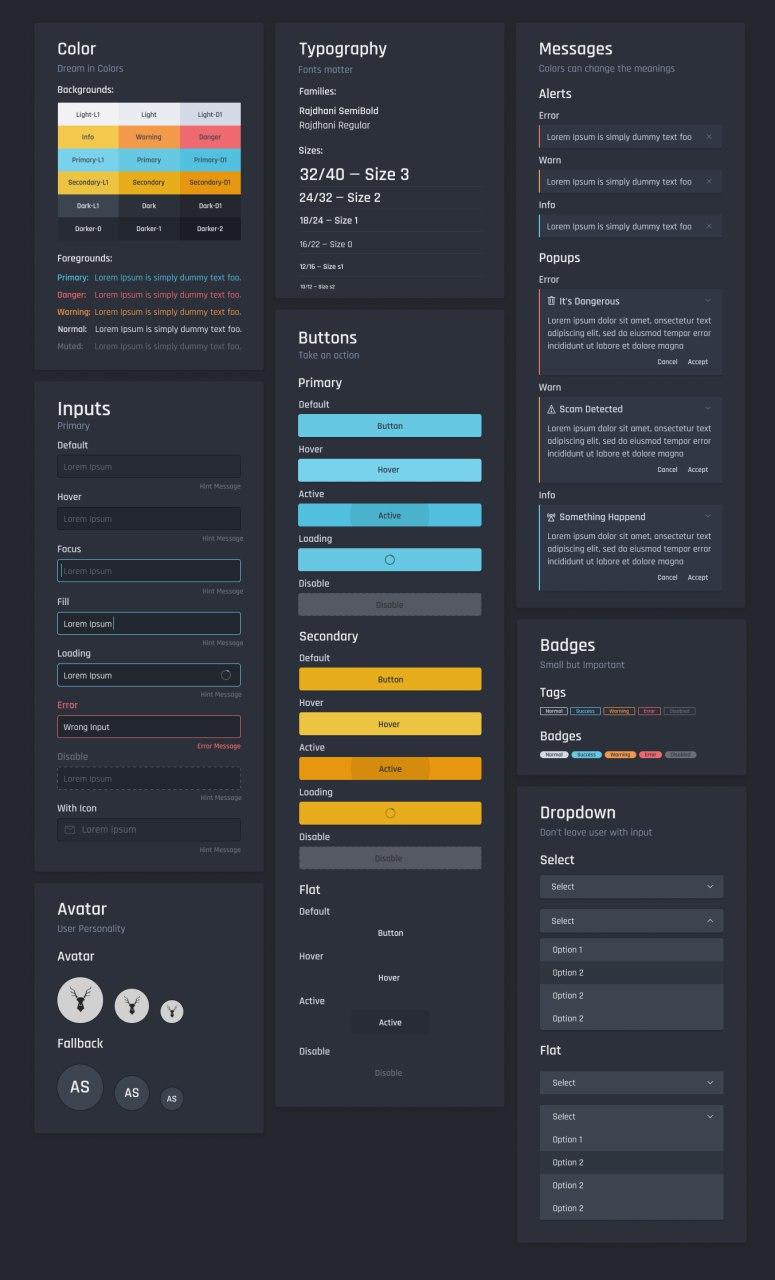 Color
Dream in Colors
Backgrounds:
Light-L1 Light Light-D1
Info Warning Danger
Primary-L1 Primary Primary-D1
Secondary-L1 Secondary Secondary-D1
Dark-L1 Dark Dark-D1
Darker-0 Darker-1 Darker-2
Foregrounds:
Primary: Lorem Ipsum is simply dummy text foo.
Danger: Lorem Ipsum is simply dummy text foo.
Warning: Lorem Ipsum is simply dummy text foo.
Normal: Lorem Ipsum is simply dummy text foo.
Muted: Lorem Ipsum is simply dummy text foo.
Inputs
Primary
Default
Lorem Ipsum
Hint Message
Hover
Lorem Ipsum
Hint Message
Focus
Lorem Ipsum
Hint Message
Fill
Lorem Ipsum
Hint Message
Loading
Lorem Ipsum
Hint Message
Error
Wrong Input
Error Message
Disable
Lorem Ipsum
Hint Message
With Icon
Lorem Ipsum
Hint Message
Avatar
User Personality
Avatar
Fallback
AS AS AS
Typography
Fonts matter
Families:
Rajdhani SemiBold
Rajdhani Regular
Sizes:
32/40 – Size 3
24/32 – Size 2
18/24 – Size 1
16/22 – Size 0
12/16 – Size s1
10/12 – Size s2
Buttons
Take an action
Primary
Default
Button
Hover
Hover
Active
Active
Loading
Disable
Disable
Secondary
Default
Button
Hover
Hover
Active
Active
Loading
Disable
Disable
Flat
Default
Button
Hover
Hover
Active
Active
Disable
Disable
Messages
Colors can change the meanings
Alerts
Error
Lorem Ipsum is simply dummy text foo
Warn
Lorem Ipsum is simply dummy text foo
Info
Lorem Ipsum is simply dummy text foo
Popups
Error
It's Dangerous
Lorem ipsum dolor sit amet, onsectetur text
adipiscing elit, sed do eiusmod temp error
incididunt ut labore et dolore magna
Cancel Accept
Warn
Scam Detected
Lorem ipsum dolor sit amet, onsectetur text
adipiscing elit, sed do eiusmod temp error
incididunt ut labore et dolore magna
Cancel Accept
Info
Something Happend
Lorem ipsum dolor sit amet, onsectetur text
adipiscing elit, sed do eiusmod temp error
incididunt ut labore et dolore magna
Cancel Accept
Badges
Small but Important
Tags
Normal Success Warning Error Disabled
Badges
Normal Success Warning Error Disabled
Dropdown
Don't leave user with input
Select
Select
Select
Option 1
Option 2
Option 2
Option 2
Flat
Select
Select
Option 1
Option 2
Option 2
Option 2